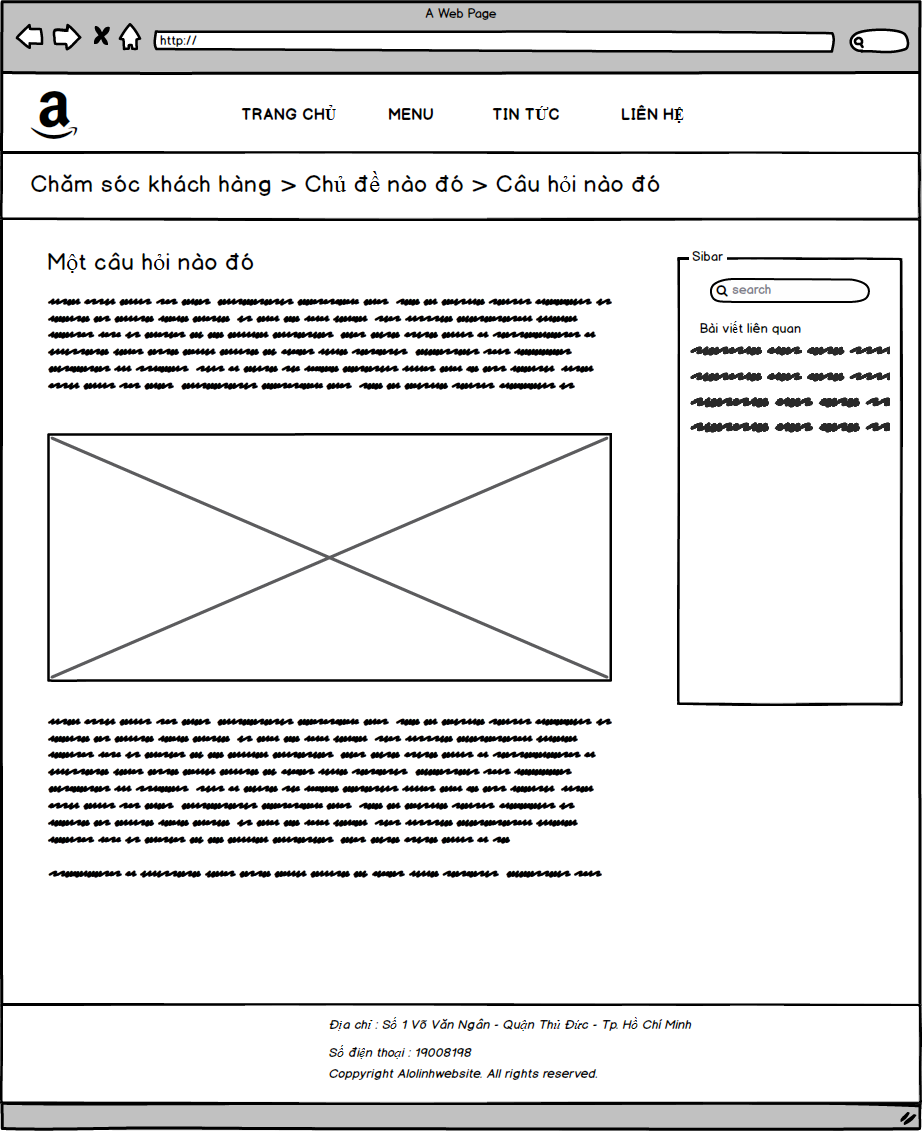 A Web Page
http://
a
TRANG CHỦ MENU TIN TỨC LIÊN HỆ
Chăm sóc khách hàng > Chủ đề nào đó > Câu hỏi nào đó
Một câu hỏi nào đó
Sibar
search
Bài viết liên quan
Địa chỉ : Số 1 Võ Văn Ngân - Quận Thủ Đức - Tp. Hồ Chí Minh
Số điện thoại : 19008198
Coppyright Alolinhwebsite. All rights reserved.